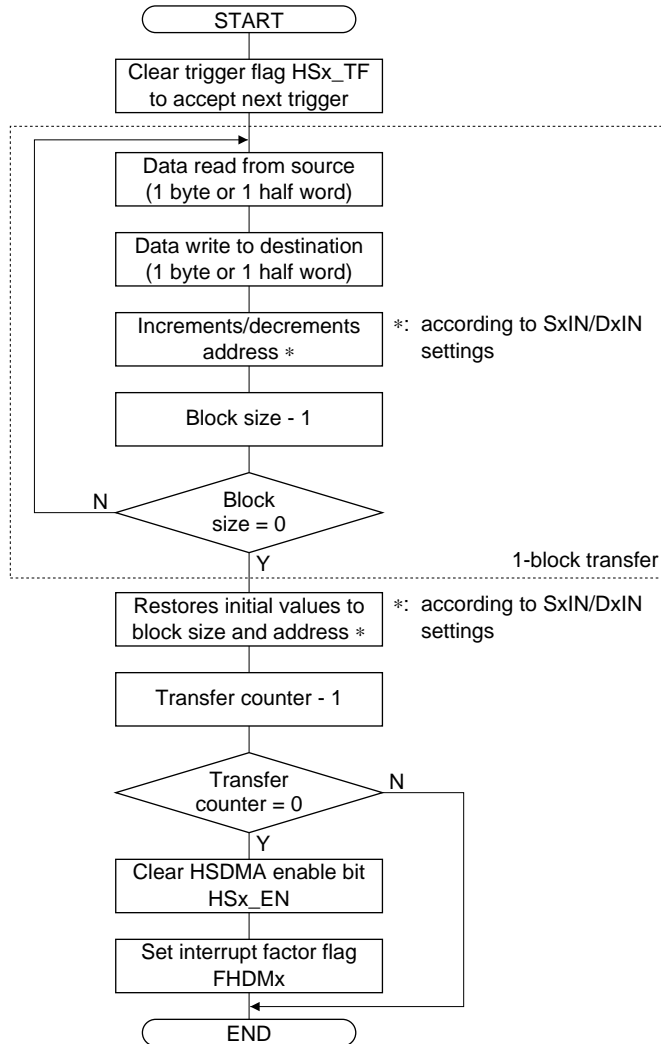 START
Clear trigger flag HSx_TF
to accept next trigger
Data read from source
(1 byte or 1 half word)
Data write to destination
(1 byte or 1 half word)
Increments/decrements
address ∗
∗: according to SxIN/DxIN
settings
Block size - 1
N
Block
size = 0
Y
1-block transfer
Restores initial values to
block size and address ∗
∗: according to SxIN/DxIN
settings
Transfer counter - 1
Transfer
counter = 0
N
Y
Clear HSDMA enable bit
HSx_EN
Set interrupt factor flag
FHDMx
END